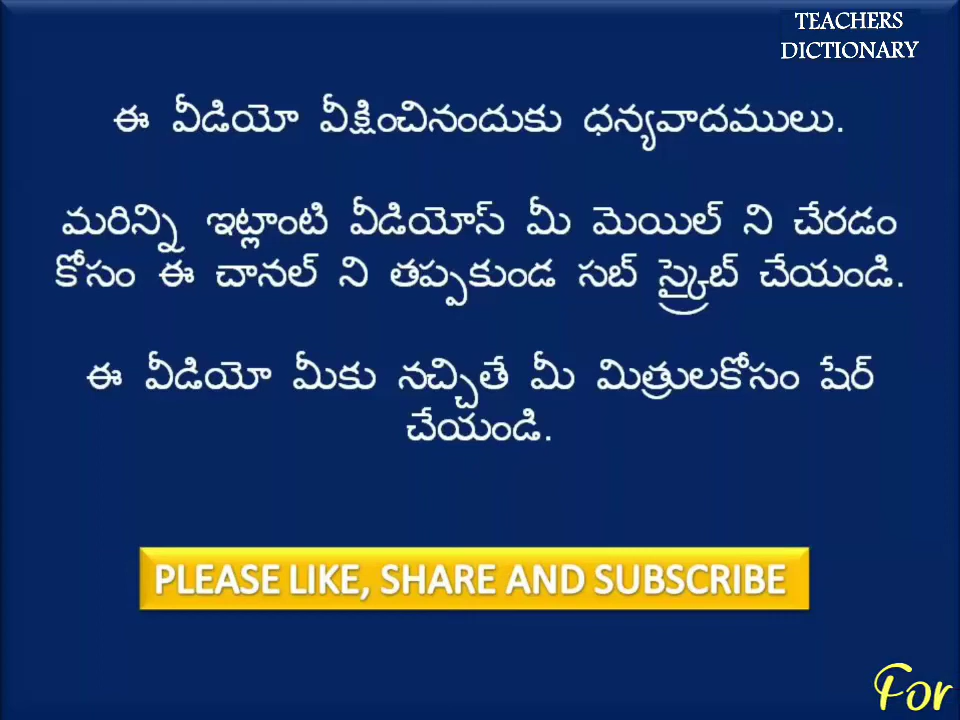 TEACHERS
DICTIONARY
ఈ వీడియో వీక్షించినందుకు ధన్యవాదములు.
మరిన్ని ఇట్లాంటి వీడియోస్ మీ మెయిల్ ని చేరడం
కోసం ఈ చానల్ ని తప్పకుండ సబ్ స్క్రైబ్ చేయండి.
ఈ వీడియో మీకు నచ్చితే మీ మిత్రులకోసం షేర్
చేయండి.
PLEASE LIKE, SHARE AND SUBSCRIBE
For